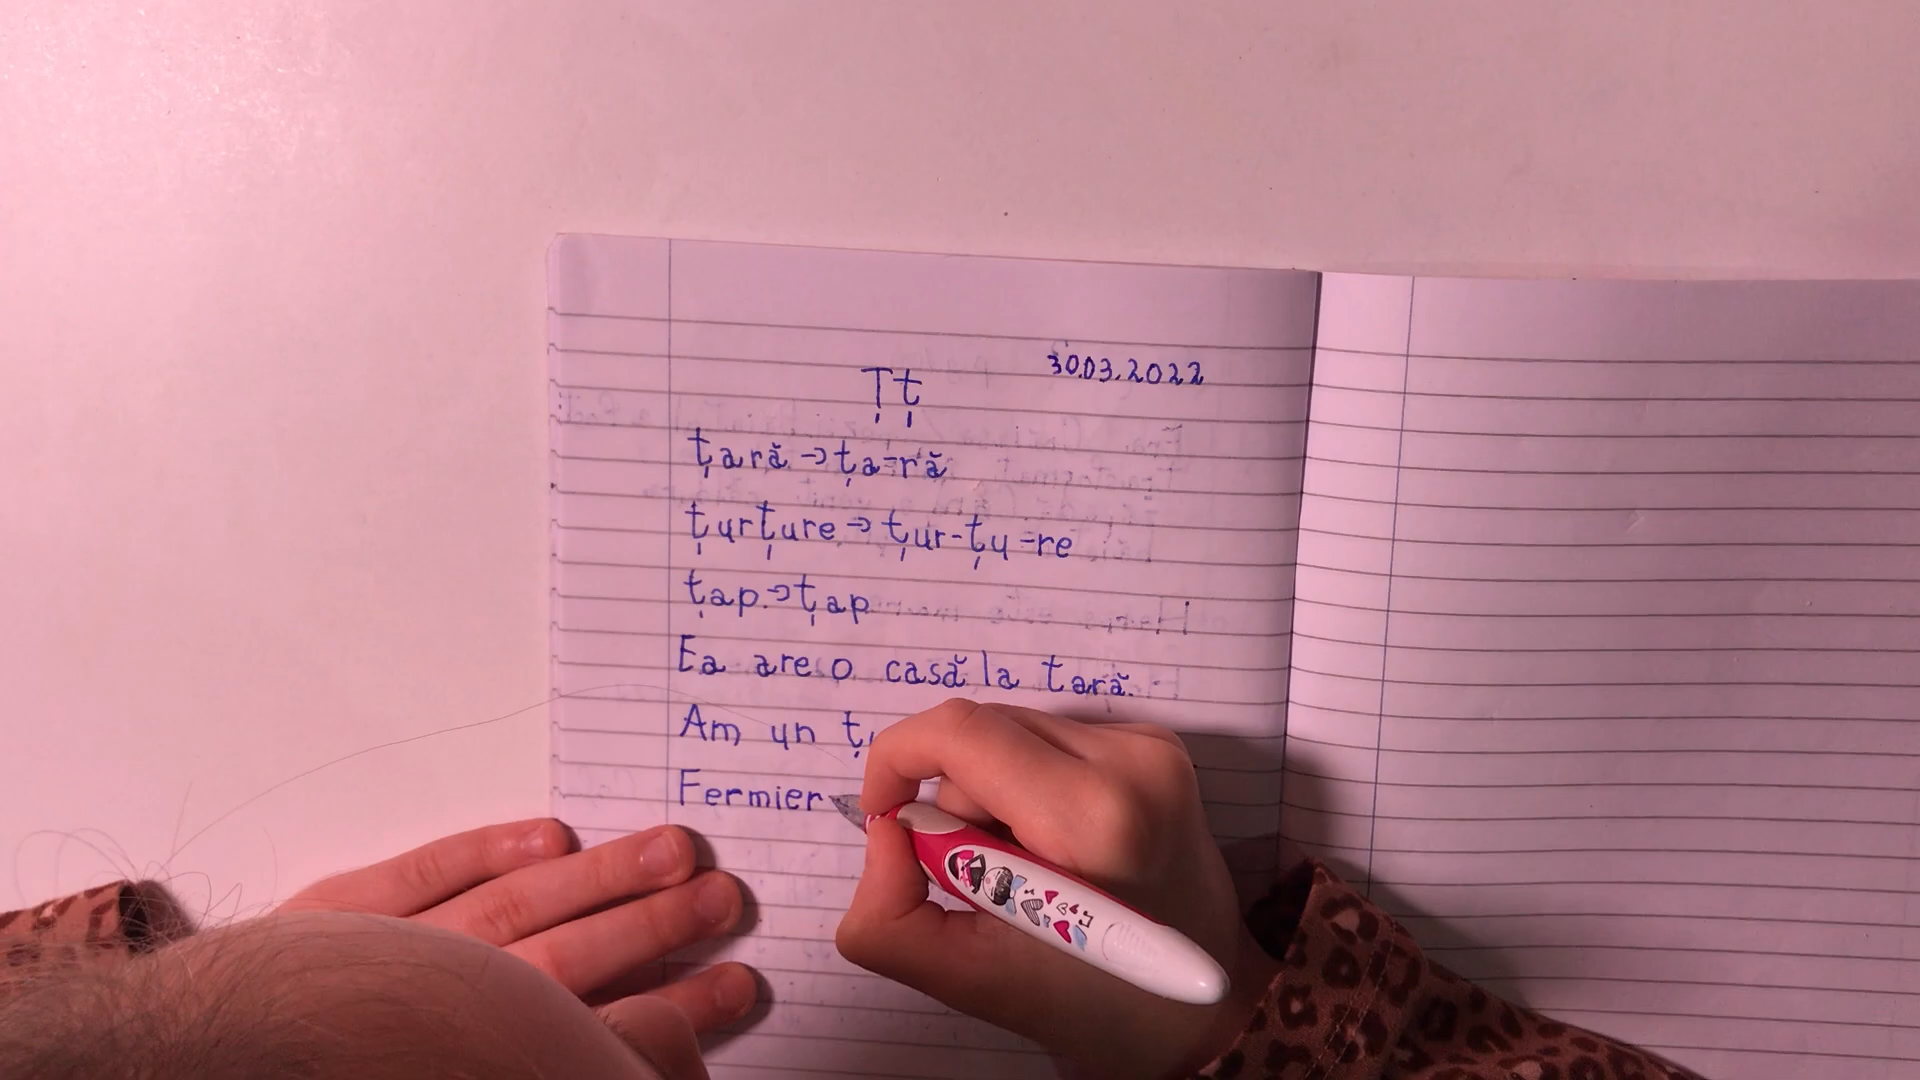 30.03.2022
Țț
țară → ța-ră
țurțure → țur-țu-re
țap → țap
Ea are o casă la tară.
Am un
Fermier